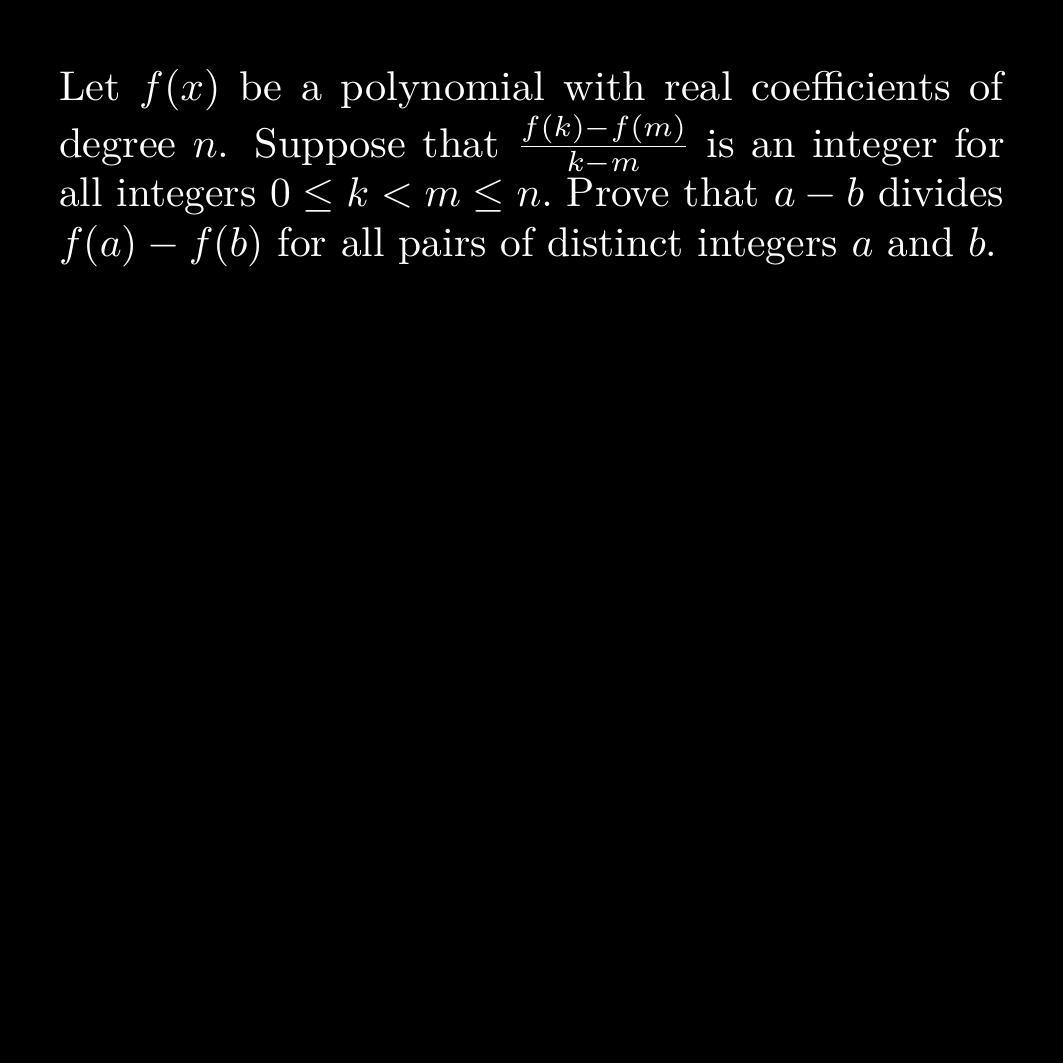 Let $f(x)$ be a polynomial with real coefficients of
degree $n$. Suppose that $\frac{f(k)-f(m)}{k-m}$ is an integer for
all integers $0 \leq k < m \leq n$. Prove that $a - b$ divides
$f(a) - f(b)$ for all pairs of distinct integers $a$ and $b$.